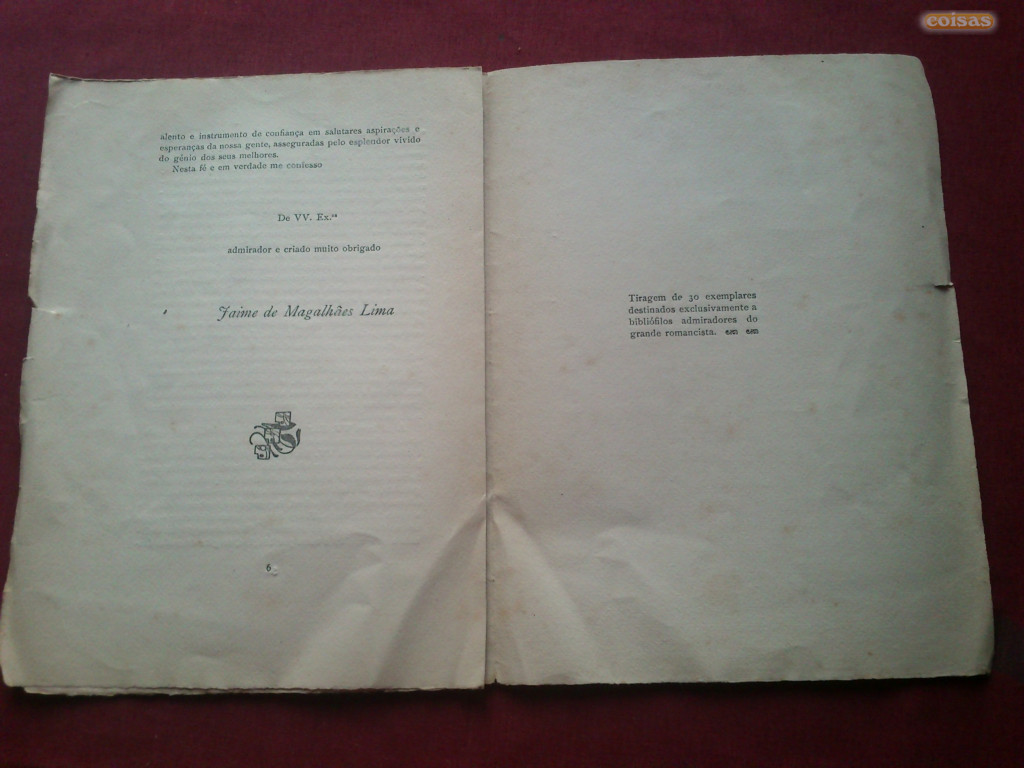 alento e instrumento de confiança em salutares aspirações e
esperanças da nossa gente, asseguradas pelo esplendor vívido
do génio dos seus melhores.
Nesta fé e em verdade me confesso
De VV. Ex.ᵃˢ
admirador e criado muito obrigado
Jaime de Magalhães Lima
6
Tiragem de 30 exemplares
destinados exclusivamente a
bibliófilos admiradores do
grande romancista.
coisas